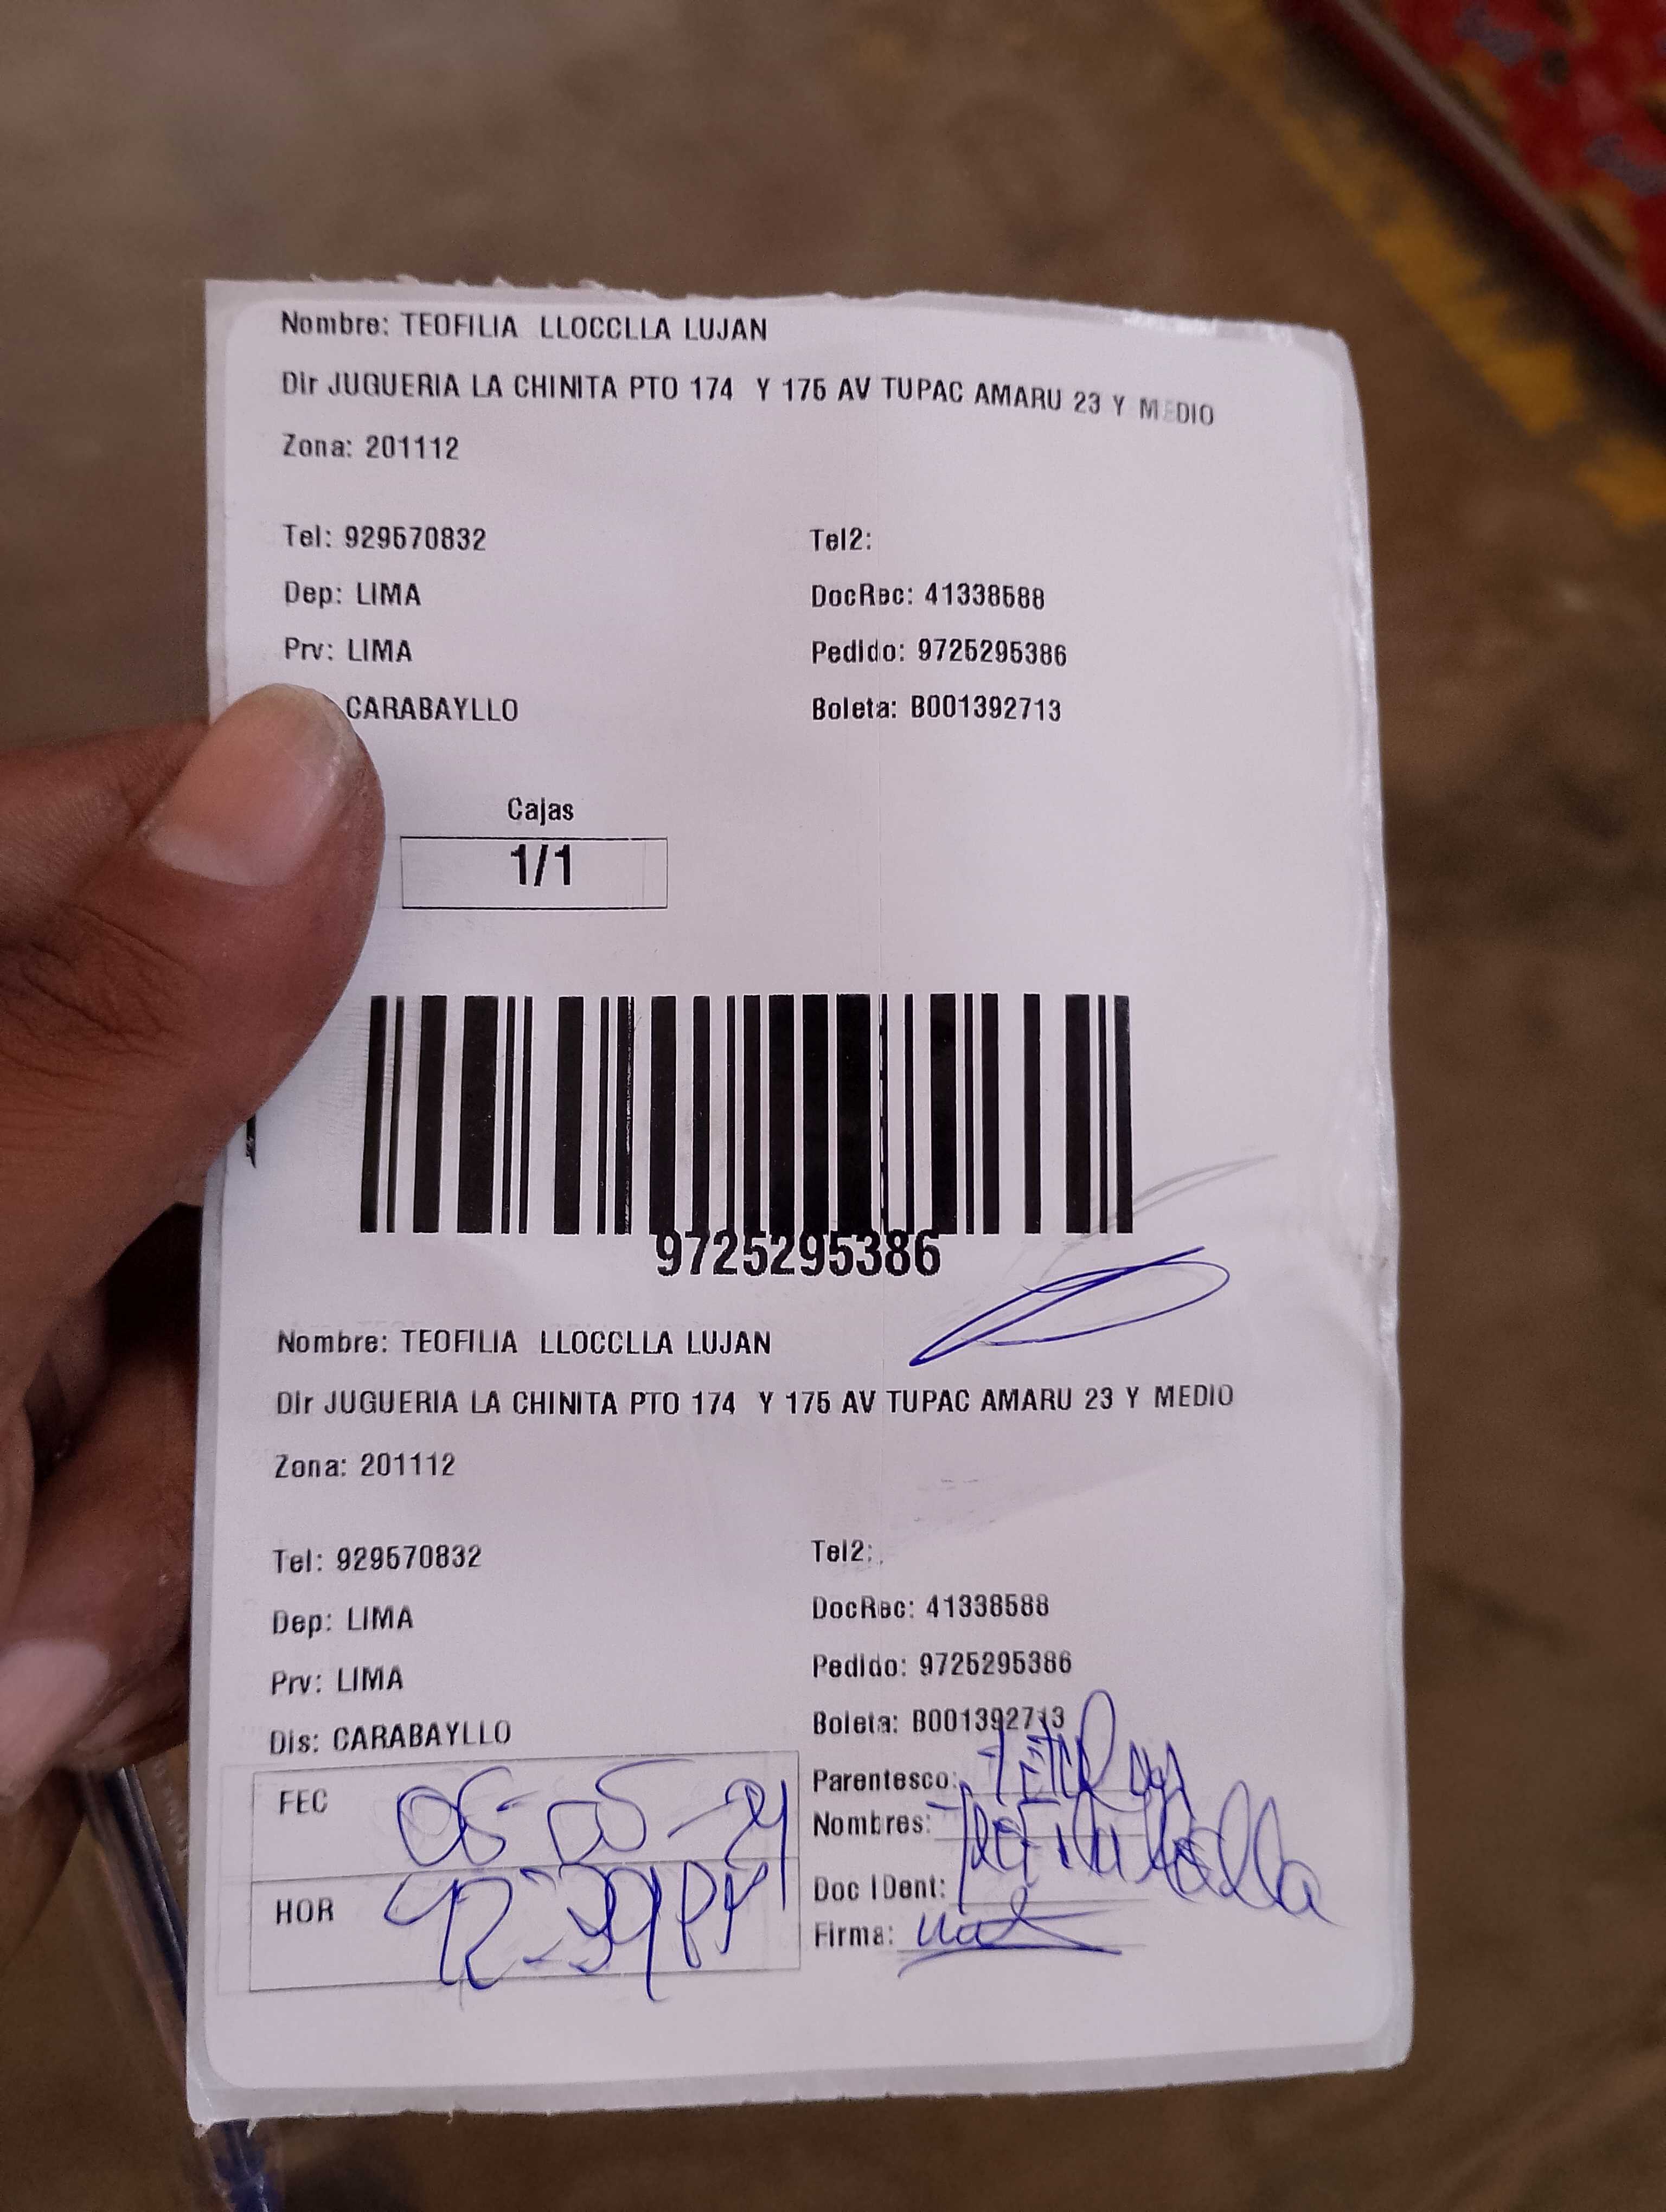 Nombre: TEOFILIA LLOCCLLA LUJAN
Dir JUGUERIA LA CHINITA PTO 174 Y 175 AV TUPAC AMARU 23 Y MEDIO
Zona: 201112
Tel: 929570832 Tel2:
Dep: LIMA DocRec: 41338588
Prv: LIMA Pedido: 9725295386
CARABAYLLO Boleta: B001392713
Cajas
1/1
9725295386
Nombre: TEOFILIA LLOCCLLA LUJAN
Dir JUGUERIA LA CHINITA PTO 174 Y 175 AV TUPAC AMARU 23 Y MEDIO
Zona: 201112
Tel: 929570832 Tel2:
Dep: LIMA DocRec: 41338588
Prv: LIMA Pedido: 9725295386
Dis: CARABAYLLO Boleta: B001392713
Parentesco:
FEC
Nombres:
Doc IDent:
HOR
Firma: